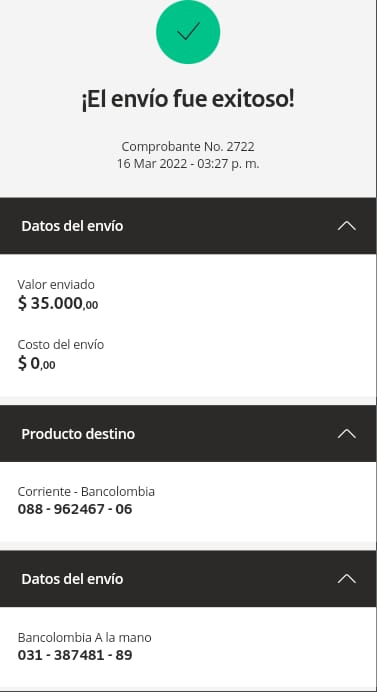 ¡El envío fue exitoso!
Comprobante No. 2722
16 Mar 2022 - 03:27 p. m.
Datos del envío
Valor enviado
$ 35.000,00
Costo del envío
$ 0,00
Producto destino
Corriente - Bancolombia
088 - 962467 - 06
Datos del envío
Bancolombia A la mano
031 - 387481 - 89